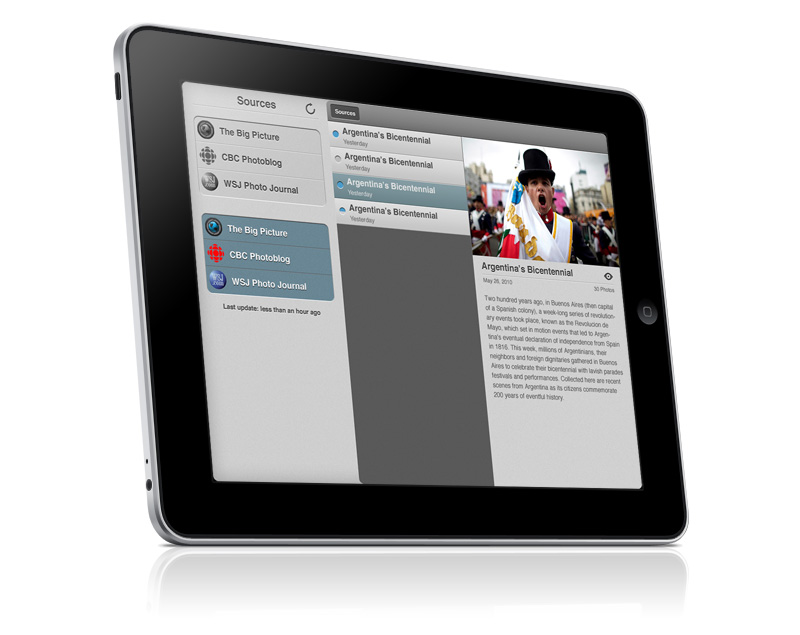 Sources
The Big Picture
CBC Photoblog
WSJ Photo Journal
The Big Picture
CBC Photoblog
WSJ Photo Journal
Last update: less than an hour ago
Sources
Argentina's Bicentennial
Yesterday
Argentina's Bicentennial
Yesterday
Argentina's Bicentennial
Yesterday
Argentina's Bicentennial
Yesterday
Argentina's Bicentennial
May 26, 2010
30 Photos
Two hundred years ago, in Buenos Aires (then capital
of a Spanish colony), a week-long series of revolution-
ary events took place, known as the Revolucion de
Mayo, which set in motion events that led to Argen-
tina's eventual declaration of independence from Spain
in 1816. This week, millions of Argentinians, their
neighbors and foreign dignitaries gathered in Buenos
Aires to celebrate their bicentennial with lavish parades
festivals and performances. Collected here are recent
scenes from Argentina as its citizens commemorate
200 years of eventful history.